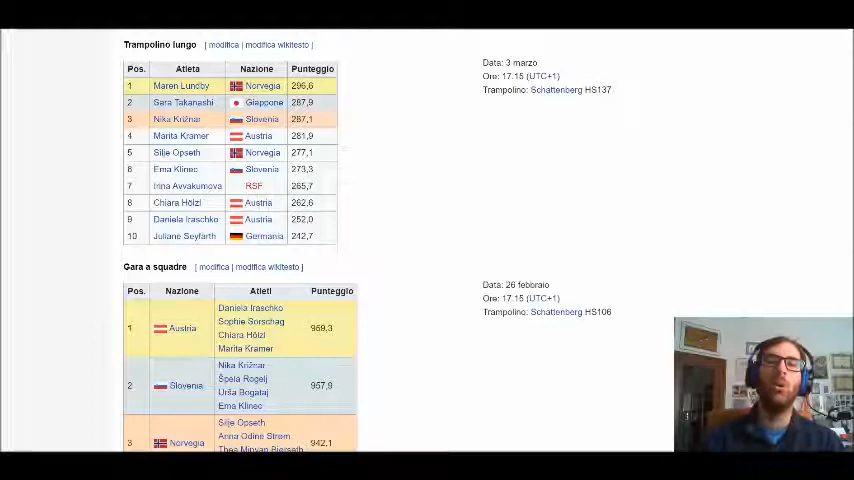 Trampolino lungo [ modifica | modifica wikitesto ]
Pos. Atleta Nazione Punteggio
1 Maren Lundby Norvegia 296,6
2 Sara Takanashi Giappone 287,9
3 Nika Križnar Slovenia 287,1
4 Marita Kramer Austria 281,9
5 Silje Opseth Norvegia 277,1
6 Ema Klinec Slovenia 273,3
7 Irina Avvakumova RSF 265,7
8 Chiara Hölzl Austria 262,6
9 Daniela Iraschko Austria 252,0
10 Juliane Seyfarth Germania 242,7
Data: 3 marzo
Ore: 17.15 (UTC+1)
Trampolino: Schattenberg HS137
Gara a squadre [ modifica | modifica wikitesto ]
Pos. Nazione Atleti Punteggio
1 Austria Daniela Iraschko
Sophie Sorschag
Chiara Hölzl
Marita Kramer
959,3
2 Slovenia Nika Križnar
Špela Rogelj
Urša Bogataj
Ema Klinec
957,9
3 Norvegia Silje Opseth
Anna Odine Strøm
Thea Minyan Bjørseth
942,1
Data: 26 febbraio
Ore: 17.15 (UTC+1)
Trampolino: Schattenberg HS106